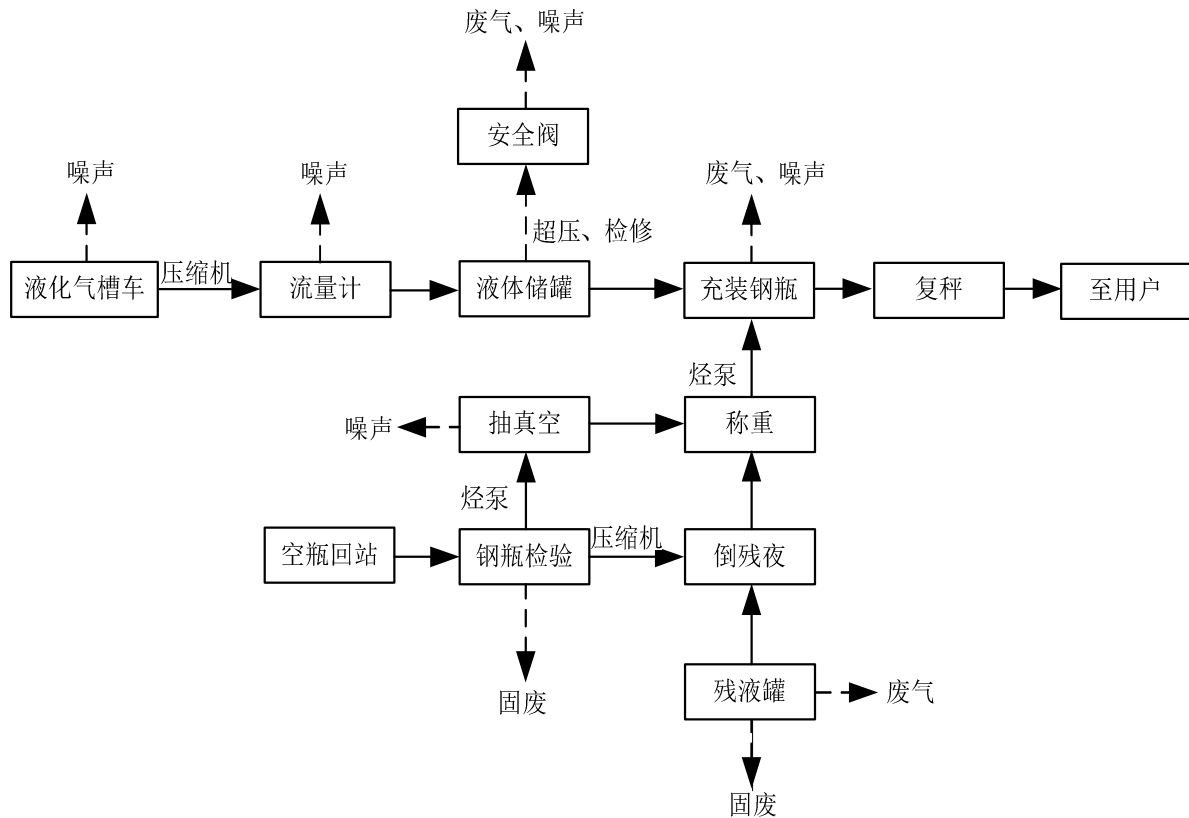 废气、噪声
安全阀
噪声
噪声
废气、噪声
超压、检修
液化气槽车
压缩机
流量计
液体储罐
充装钢瓶
复秤
至用户
烃泵
噪声
抽真空
称重
烃泵
空瓶回站
钢瓶检验
压缩机
倒残夜
残液罐
废气
固废
固废